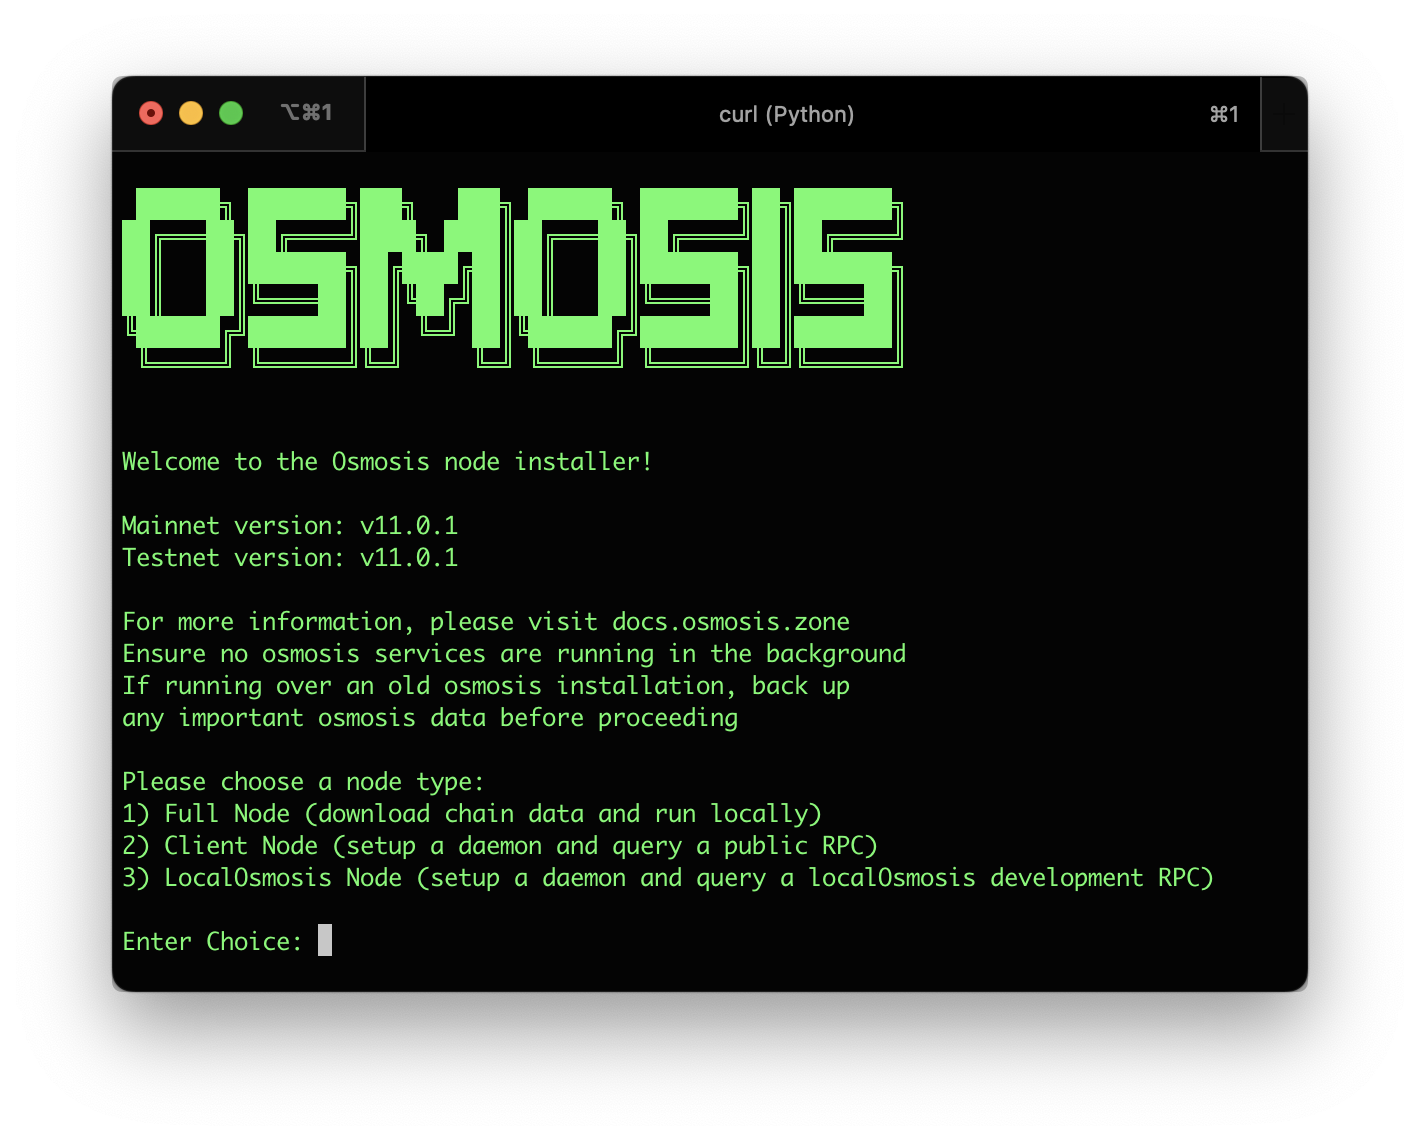 ⌥⌘1
curl (Python)
⌘1
OSMOSIS
Welcome to the Osmosis node installer!
Mainnet version: v11.0.1
Testnet version: v11.0.1
For more information, please visit docs.osmosis.zone
Ensure no osmosis services are running in the background
If running over an old osmosis installation, back up
any important osmosis data before proceeding
Please choose a node type:
1) Full Node (download chain data and run locally)
2) Client Node (setup a daemon and query a public RPC)
3) LocalOsmosis Node (setup a daemon and query a localOsmosis development RPC)
Enter Choice: